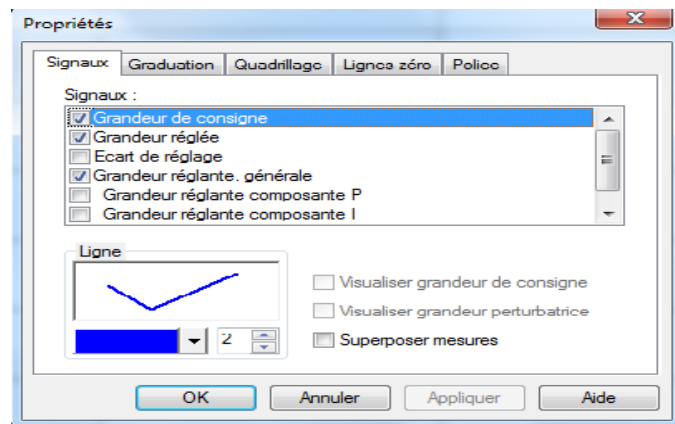 Propriétés
Signaux Graduation Quadrillage Lignes zéro Police
Signaux :
Grandeur de consigne
Grandeur réglée
Ecart de réglage
Grandeur réglante. générale
Grandeur réglante composante P
Grandeur réglante composante I
Ligne
Visualiser grandeur de consigne
Visualiser grandeur perturbatrice
2 Superposer mesures
OK Annuler Appliquer Aide